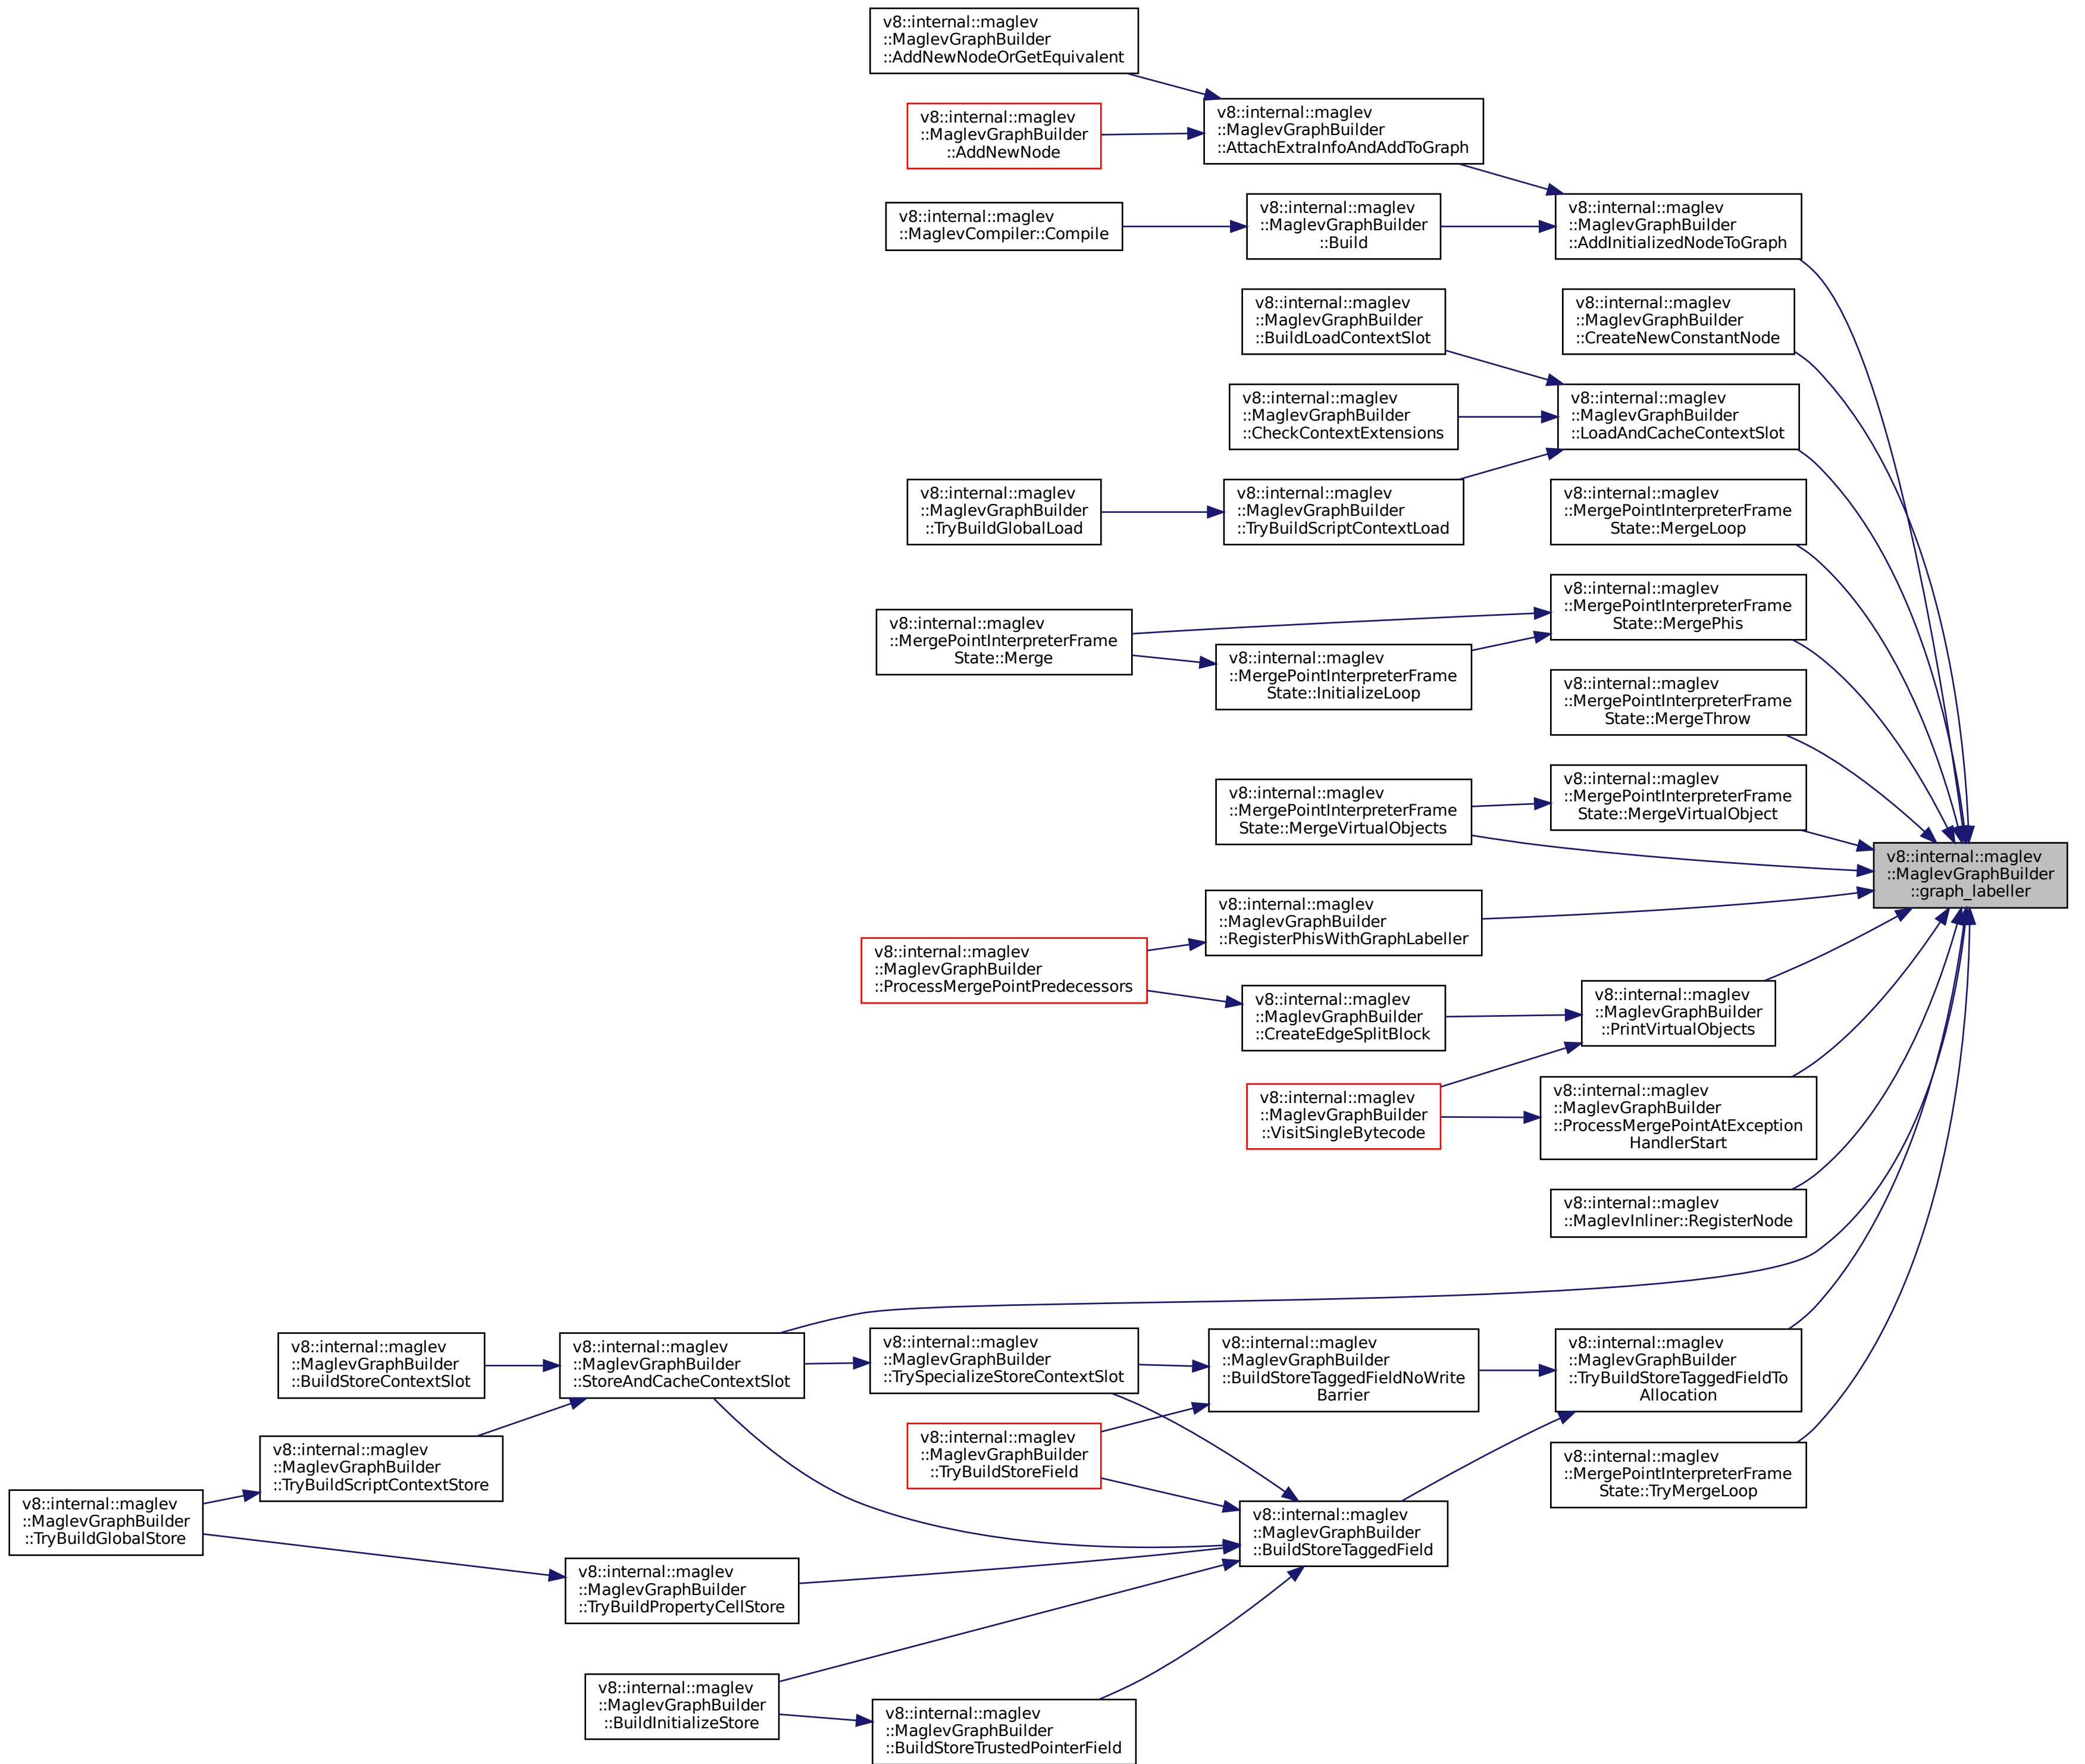 v8::internal::maglev
::MaglevGraphBuilder
::AddNewNodeOrGetEquivalent
v8::internal::maglev
::MaglevGraphBuilder
::AttachExtraInfoAndAddToGraph
v8::internal::maglev
::MaglevGraphBuilder
::AddNewNode
v8::internal::maglev
::MaglevGraphBuilder
::AddInitializedNodeToGraph
v8::internal::maglev
::MaglevGraphBuilder
::Build
v8::internal::maglev
::MaglevCompiler::Compile
v8::internal::maglev
::MaglevGraphBuilder
::BuildLoadContextSlot
v8::internal::maglev
::MaglevGraphBuilder
::CreateNewConstantNode
v8::internal::maglev
::MaglevGraphBuilder
::CheckContextExtensions
v8::internal::maglev
::MaglevGraphBuilder
::LoadAndCacheContextSlot
v8::internal::maglev
::MaglevGraphBuilder
::TryBuildGlobalLoad
v8::internal::maglev
::MaglevGraphBuilder
::TryBuildScriptContextLoad
v8::internal::maglev
::MergePointInterpreterFrame
State::MergeLoop
v8::internal::maglev
::MergePointInterpreterFrame
State::MergePhis
v8::internal::maglev
::MergePointInterpreterFrame
State::Merge
v8::internal::maglev
::MergePointInterpreterFrame
State::InitializeLoop
v8::internal::maglev
::MergePointInterpreterFrame
State::MergeThrow
v8::internal::maglev
::MergePointInterpreterFrame
State::MergeVirtualObjects
v8::internal::maglev
::MergePointInterpreterFrame
State::MergeVirtualObject
v8::internal::maglev
::MaglevGraphBuilder
::graph_labeller
v8::internal::maglev
::MaglevGraphBuilder
::RegisterPhisWithGraphLabeller
v8::internal::maglev
::MaglevGraphBuilder
::ProcessMergePointPredecessors
v8::internal::maglev
::MaglevGraphBuilder
::CreateEdgeSplitBlock
v8::internal::maglev
::MaglevGraphBuilder
::PrintVirtualObjects
v8::internal::maglev
::MaglevGraphBuilder
::VisitSingleBytecode
v8::internal::maglev
::MaglevGraphBuilder
::ProcessMergePointAtException
HandlerStart
v8::internal::maglev
::MaglevInliner::RegisterNode
v8::internal::maglev
::MaglevGraphBuilder
::BuildStoreContextSlot
v8::internal::maglev
::MaglevGraphBuilder
::StoreAndCacheContextSlot
v8::internal::maglev
::MaglevGraphBuilder
::TrySpecializeStoreContextSlot
v8::internal::maglev
::MaglevGraphBuilder
::BuildStoreTaggedFieldNoWrite
Barrier
v8::internal::maglev
::MaglevGraphBuilder
::TryBuildStoreTaggedFieldTo
Allocation
v8::internal::maglev
::MaglevGraphBuilder
::TryBuildStoreField
v8::internal::maglev
::MaglevGraphBuilder
::TryBuildScriptContextStore
v8::internal::maglev
::MergePointInterpreterFrame
State::TryMergeLoop
v8::internal::maglev
::MaglevGraphBuilder
::TryBuildGlobalStore
v8::internal::maglev
::MaglevGraphBuilder
::BuildStoreTaggedField
v8::internal::maglev
::MaglevGraphBuilder
::TryBuildPropertyCellStore
v8::internal::maglev
::MaglevGraphBuilder
::BuildInitializeStore
v8::internal::maglev
::MaglevGraphBuilder
::BuildStoreTrustedPointerField